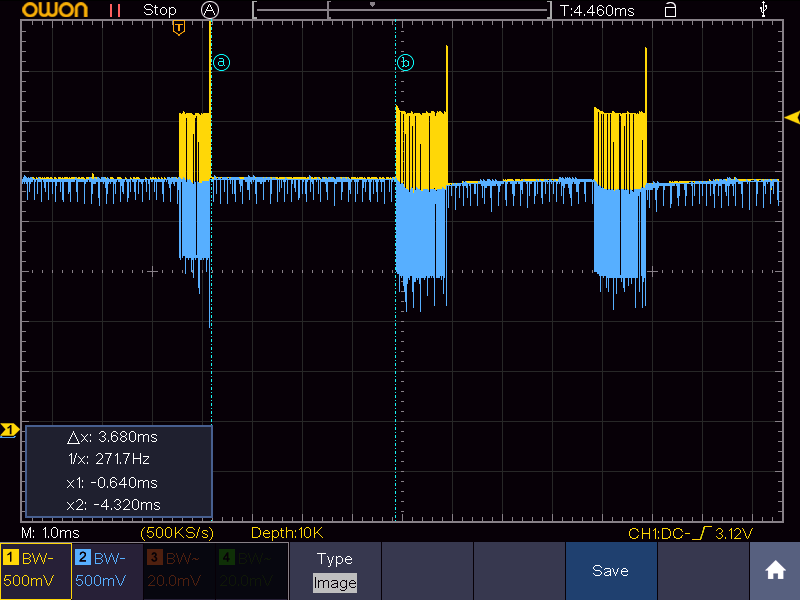 OWON Stop A T:4.460ms
T
a b
1
Δx: 3.680ms
1/x: 271.7Hz
x1: -0.640ms
x2: -4.320ms
M: 1.0ms (500KS/s) Depth:10K CH1:DC- 3.12V
1 BW~ 2 BW~ 3 BW~ 4 BW~ Type Save
500mV 500mV 20.0mV 20.0mV Image